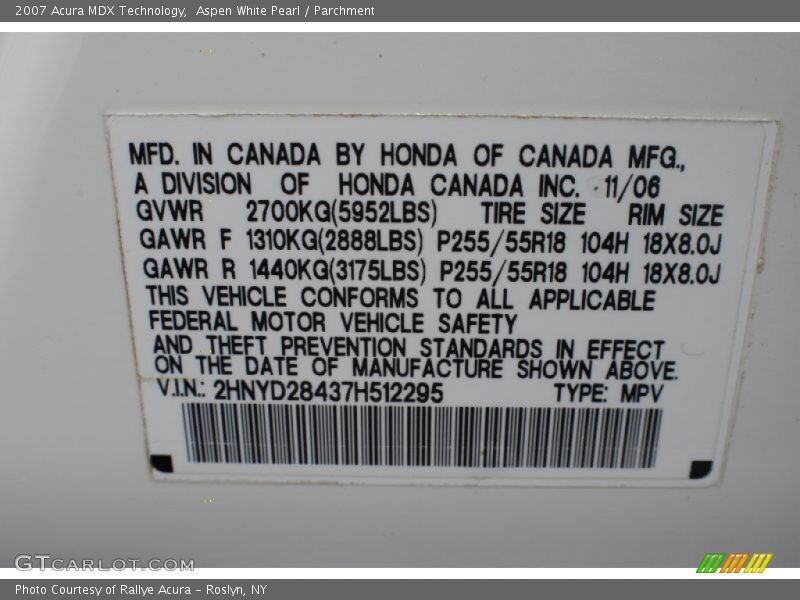 2007 Acura MDX Technology,  Aspen White Pearl / Parchment
MFD. IN CANADA BY HONDA OF CANADA MFG.,
A DIVISION OF HONDA CANADA INC. 11/06
GVWR 2700KG(5952LBS) TIRE SIZE RIM SIZE
GAWR F 1310KG(2888LBS) P255/55R18 104H 18X8.0J
GAWR R 1440KG(3175LBS) P255/55R18 104H 18X8.0J
THIS VEHICLE CONFORMS TO ALL APPLICABLE
FEDERAL MOTOR VEHICLE SAFETY
AND THEFT PREVENTION STANDARDS IN EFFECT
ON THE DATE OF MANUFACTURE SHOWN ABOVE.
V.I.N.: 2HNYD28437H512295 TYPE: MPV
GTCARLOT.COM
Photo Courtesy of Rallye Acura – Roslyn, NY